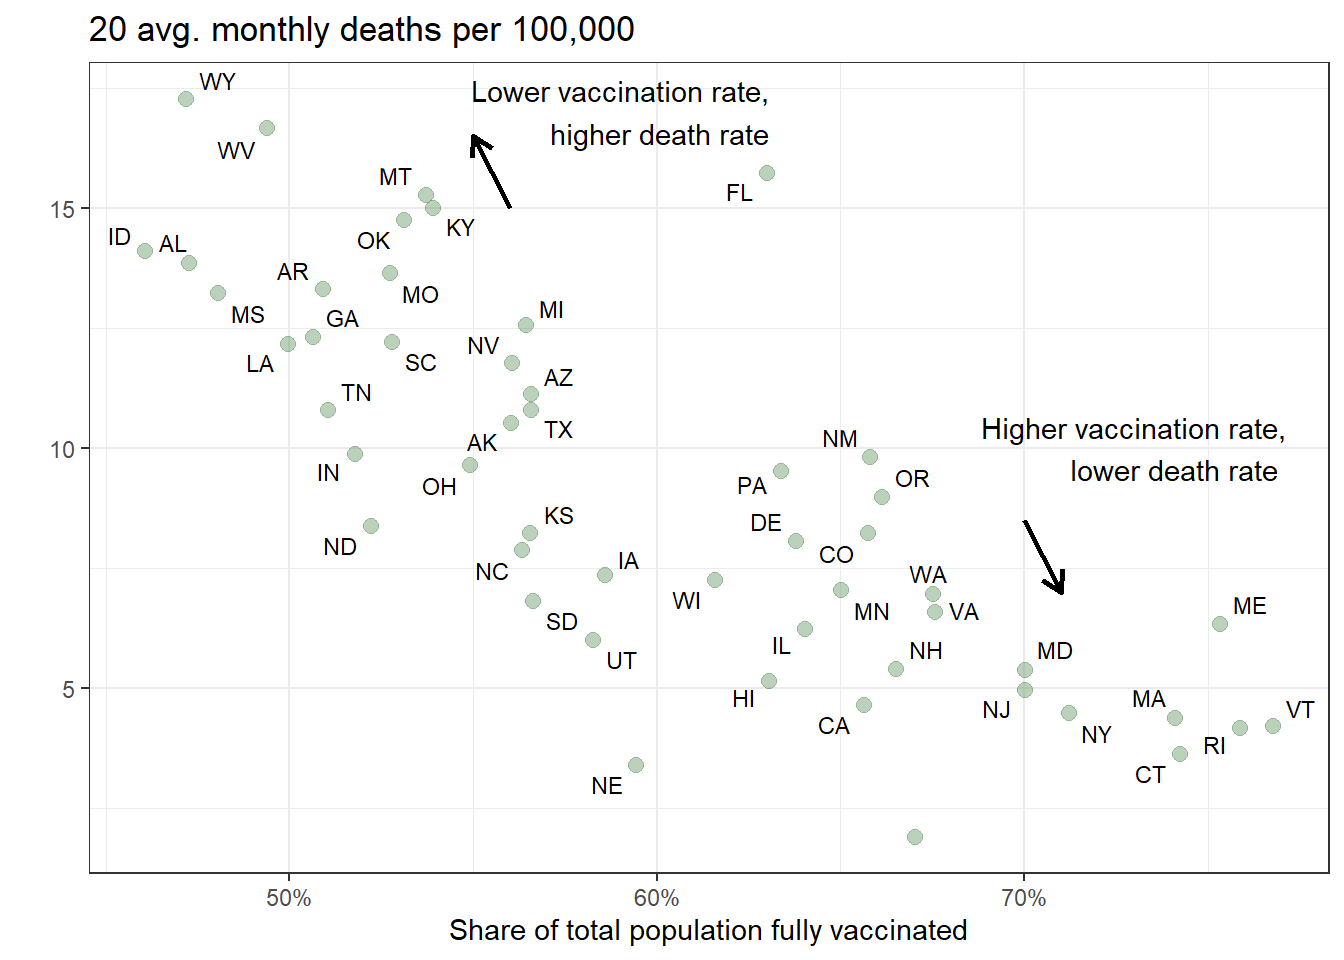 20 avg. monthly deaths per 100,000
WY
Lower vaccination rate,
higher death rate
WV
MT
FL
15
KY
ID
AL
OK
AR
MO
MS
GA
MI
LA
SC
NV
AZ
TN
TX
Higher vaccination rate,
lower death rate
10
AK
NM
IN
OH
PA
OR
KS
DE
ND
CO
NC
IA
WA
WI
MN
VA
ME
SD
IL
UT
NH
MD
5
HI
NJ
MA
VT
CA
NY
RI
NE
CT
50%
60%
70%
Share of total population fully vaccinated